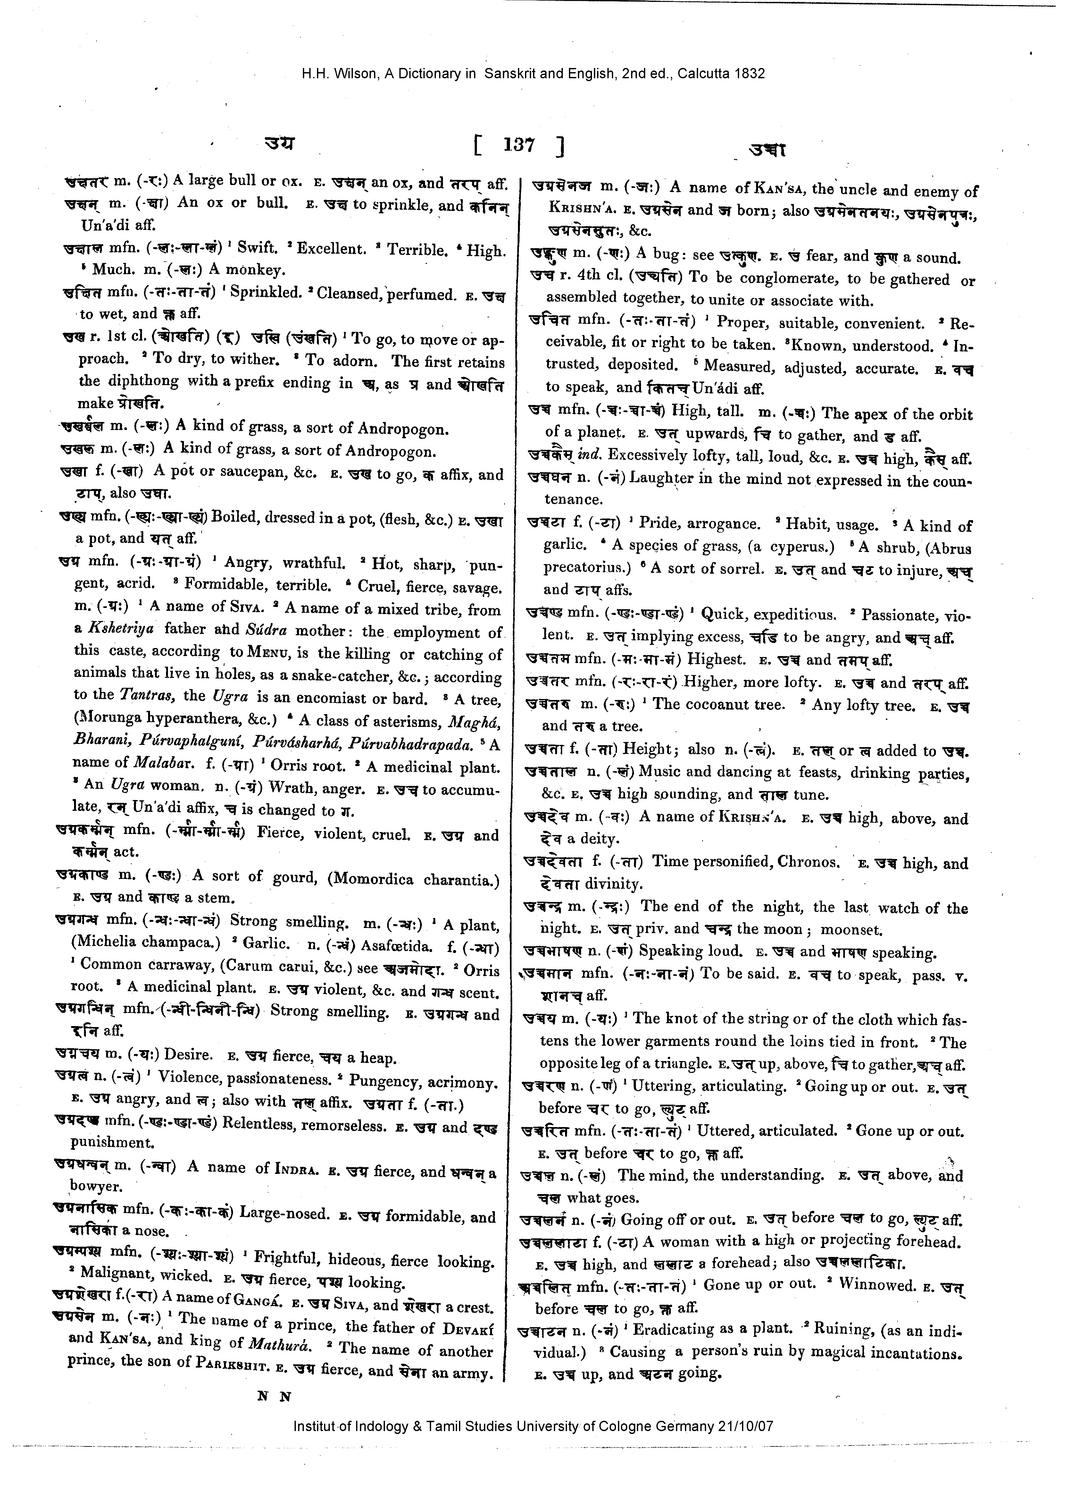 H.H. Wilson, A Dictionary in Sanskrit and English, 2nd ed., Calcutta 1832
उग्र [ 137 ] उच्चा
उक्षतर m. (-रः) A large bull or ox. E. उक्षन् an ox, and तरप् aff.
उक्षन् m. (-क्षा) An ox or bull. E. उक्ष to sprinkle, and कनिन्
Un'a'di aff.
उक्षाल mfn. (-लः-ला-लं) ¹ Swift. ² Excellent. ³ Terrible. ⁴ High.
⁵ Much. m. (-लः) A monkey.
उक्षित mfn. (-तः-ता-तं) ¹ Sprinkled. ² Cleansed, perfumed. E. उक्ष
to wet, and क्त aff.
उख r. 1st cl. (ओखति) (इ) उखि (उंखति) ¹ To go, to move or ap-
proach. ² To dry, to wither. ³ To adorn. The first retains
the diphthong with a prefix ending in अ, as प्र and ओखति
make प्रोखति.
उखर्व्वल m. (-लः) A kind of grass, a sort of Andropogon.
उखल m. (-लः) A kind of grass, a sort of Andropogon.
उखा f. (-खा) A pot or saucepan, &c. E. उख to go, क affix, and
टाप्, also उषा.
उख्य mfn. (-ख्यः-ख्या-ख्यं) Boiled, dressed in a pot, (flesh, &c.) E. उखा
a pot, and यत् aff.
उग्र mfn. (-ग्रः-ग्रा-ग्रं) ¹ Angry, wrathful. ² Hot, sharp, pun-
gent, acrid. ³ Formidable, terrible. ⁴ Cruel, fierce, savage.
m. (-ग्रः) ¹ A name of SIVA. ² A name of a mixed tribe, from
a Kshetriya father and Súdra mother: the employment of
this caste, according to MENU, is the killing or catching of
animals that live in holes, as a snake-catcher, &c.; according
to the Tantras, the Ugra is an encomiast or bard. ³ A tree,
(Morunga hyperanthera, &c.) ⁴ A class of asterisms, Maghá,
Bharani, Púrvaphalguní, Púrvásharhá, Púrvabhadrapada. ⁵ A
name of Malabar. f. (-ग्रा) ¹ Orris root. ² A medicinal plant.
³ An Ugra woman. n. (-ग्रं) Wrath, anger. E. उच to accumu-
late, रन् Un'a'di affix, च is changed to ग.
उग्रकर्म्मन् mfn. (-र्म्मा-र्म्मा-र्म्म) Fierce, violent, cruel. E. उग्र and
कर्म्मन् act.
उग्रकाण्ड m. (-ण्डः) A sort of gourd, (Momordica charantia.)
E. उग्र and काण्ड a stem.
उग्रगन्ध mfn. (-न्धः-न्धा-न्धं) Strong smelling. m. (-न्धः) ¹ A plant,
(Michelia champaca.) ² Garlic. n. (-न्धं) Asafœtida. f. (-न्धा)
¹ Common carraway, (Carum carui, &c.) see अजमोदा. ² Orris
root. ³ A medicinal plant. E. उग्र violent, &c. and गन्ध scent.
उग्रगन्धिन् mfn. (-न्धी-न्धिनी-न्धि) Strong smelling. E. उग्रगन्ध and
इनि aff.
उग्रचय m. (-यः) Desire. E. उग्र fierce, चय a heap.
उग्रत्व n. (-त्वं) ¹ Violence, passionateness. ² Pungency, acrimony.
E. उग्र angry, and त्व; also with तल् affix. उग्रता f. (-ता.)
उग्रदण्ड mfn. (-ण्डः-ण्डा-ण्डं) Relentless, remorseless. E. उग्र and दण्ड
punishment.
उग्रधन्वन् m. (-न्वा) A name of INDRA. E. उग्र fierce, and धन्वन् a
bowyer.
उग्रनासिक mfn. (-कः-का-कं) Large-nosed. E. उग्र formidable, and
नासिका a nose.
उग्रम्पश्य mfn. (-श्यः-श्या-श्यं) ¹ Frightful, hideous, fierce looking.
² Malignant, wicked. E. उग्र fierce, पश्य looking.
उग्रशेखरा f.(-रा) A name of GANGÁ. E. उग्र SIVA, and शेखरा a crest.
उग्रसेन m. (-नः) ¹ The name of a prince, the father of DEVAKÍ
and KAN'SA, and king of Mathurá. ² The name of another
prince, the son of PARIKSHIT. E. उग्र fierce, and सेना an army.
N N
उग्रसेनज m. (-जः) A name of KAN'SA, the uncle and enemy of
KRISHN'A. E. उग्रसेन and ज born; also उग्रसेनतनयः, उग्रसेनपुत्रः,
उग्रसेनसुतः, &c.
उङ्कुण m. (-णः) A bug: see उत्कुण. E. उ fear, and कुण a sound.
उच r. 4th cl. (उच्यति) To be conglomerate, to be gathered or
assembled together, to unite or associate with.
उचित mfn. (-तः-ता-तं) ¹ Proper, suitable, convenient. ² Re-
ceivable, fit or right to be taken. ³Known, understood. ⁴ In-
trusted, deposited. ⁵ Measured, adjusted, accurate. E. वच
to speak, and कितच् Un'ádi aff.
उच्च mfn. (-च्चः-च्चा-च्चं) High, tall. m. (-च्चः) The apex of the orbit
of a planet. E. उत् upwards, चि to gather, and ड aff.
उच्चकैस् ind. Excessively lofty, tall, loud, &c. E. उच्च high, कैस् aff.
उच्चघन n. (-नं) Laughter in the mind not expressed in the coun-
tenance.
उच्चटा f. (-टा) ¹ Pride, arrogance. ² Habit, usage. ³ A kind of
garlic. ⁴ A species of grass, (a cyperus.) ⁵ A shrub, (Abrus
precatorius.) ⁶ A sort of sorrel. E. उत् and चट to injure, अच्
and टाप् affs.
उच्चण्ड mfn. (-ण्डः-ण्डा-ण्डं) ¹ Quick, expeditious. ² Passionate, vio-
lent. E. उत् implying excess, चडि to be angry, and अच् aff.
उच्चतम mfn. (-मः-मा-मं) Highest. E. उच्च and तमप् aff.
उच्चतर mfn. (-रः-रा-रं) Higher, more lofty. E. उच्च and तरप् aff.
उच्चतरु m. (-रुः) ¹ The cocoanut tree. ² Any lofty tree. E. उच्च
and तरु a tree.
उच्चता f. (-ता) Height; also n. (-त्वं). E. तल् or त्व added to उच्च.
उच्चताल n. (-लं) Music and dancing at feasts, drinking parties,
&c. E. उच्च high sounding, and ताल tune.
उच्चदेव m. (-वः) A name of KRISHN'A. E. उच्च high, above, and
देव a deity.
उच्चदेवता f. (-ता) Time personified, Chronos. E. उच्च high, and
देवता divinity.
उच्चन्द्र m. (-न्द्रः) The end of the night, the last watch of the
night. E. उत् priv. and चन्द्र the moon; moonset.
उच्चभाषण n. (-णं) Speaking loud. E. उच्च and भाषण speaking.
उच्चमान mfn. (-नः-ना-नं) To be said. E. वच to speak, pass. v.
शानच् aff.
उच्चय m. (-यः) ¹ The knot of the string or of the cloth which fas-
tens the lower garments round the loins tied in front. ² The
opposite leg of a triangle. E. उत् up, above, चि to gather, अच् aff.
उच्चरण n. (-णं) ¹ Uttering, articulating. ² Going up or out. E. उत्
before चर to go, ल्युट् aff.
उच्चरित mfn. (-तः-ता-तं) ¹ Uttered, articulated. ² Gone up or out.
E. उत् before चर to go, क्त aff.
उच्चल n. (-लं) The mind, the understanding. E. उत् above, and
चल what goes.
उच्चलनं n. (-नं) Going off or out. E. उत् before चल to go, ल्युट् aff.
उच्चललाटा f. (-टा) A woman with a high or projecting forehead.
E. उच्च high, and ललाट a forehead; also उच्चललाटिका.
उच्चलित mfn. (-तः-ता-तं) ¹ Gone up or out. ² Winnowed. E. उत्
before चल to go, क्त aff.
उच्चाटन n. (-नं) ¹ Eradicating as a plant. ² Ruining, (as an indi-
vidual.) ³ Causing a person's ruin by magical incantations.
E. उच्च up, and अटन going.
Institut of Indology & Tamil Studies University of Cologne Germany 21/10/07